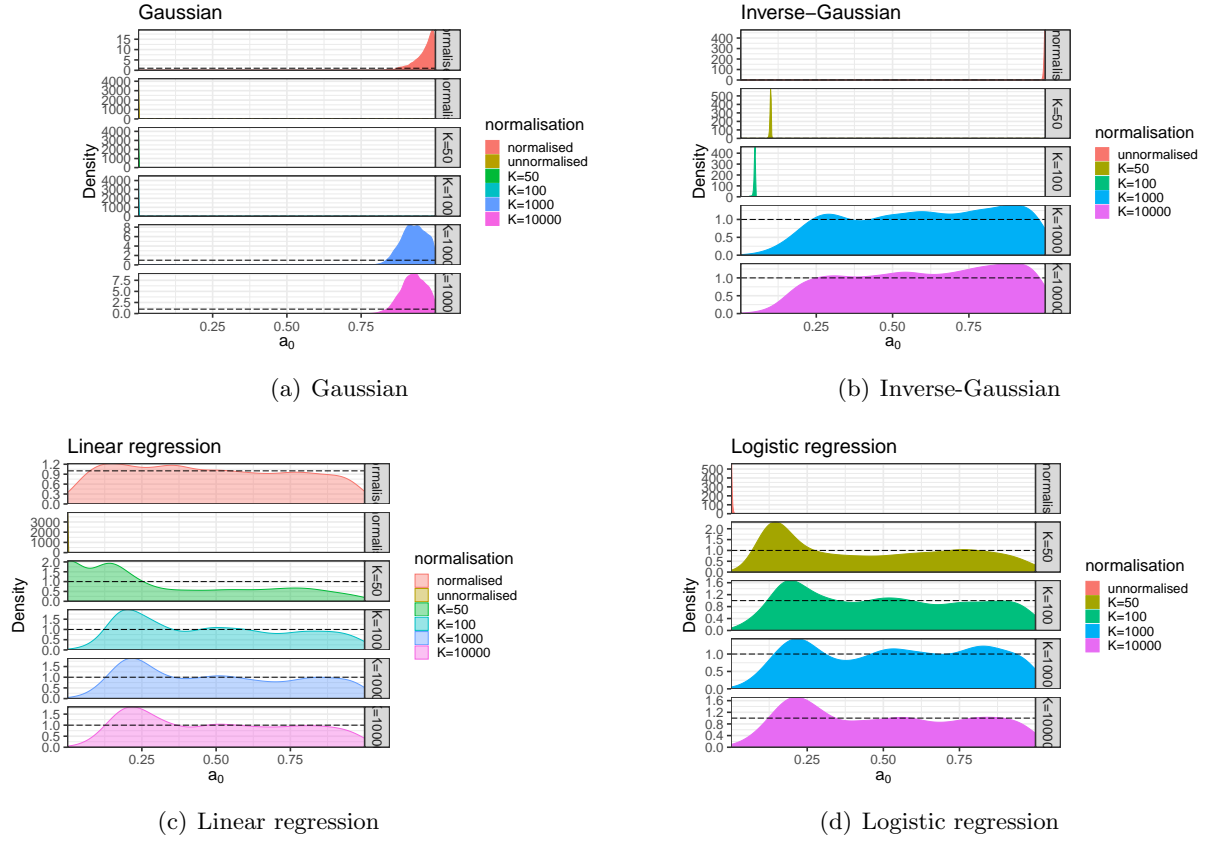 Gaussian
Density
15
10
5
0
4000
3000
2000
1000
0
4000
3000
2000
1000
0
K=50
4000
3000
2000
1000
0
K=100
8
6
4
2
0
K=1000
7.5
5.0
2.5
0.0
0.25 0.50 0.75
a0
normalisation
normalised
unnormalised
K=50
K=100
K=1000
K=10000
(a) Gaussian
Inverse−Gaussian
Density
400
300
200
100
0
500
400
300
200
100
0
K=50
400
300
200
100
0
K=100
1.0
0.5
0.0
K=1000
1.0
0.5
0.0
K=10000
0.25 0.50 0.75
a0
normalisation
unnormalised
K=50
K=100
K=1000
K=10000
(b) Inverse-Gaussian
Linear regression
Density
1.2
0.9
0.6
0.3
0.0
3000
2000
1000
0
2.0
1.5
1.0
0.5
0.0
K=50
1.5
1.0
0.5
0.0
K=100
1.5
1.0
0.5
0.0
K=1000
1.5
1.0
0.5
0.0
0.25 0.50 0.75
a0
normalisation
normalised
unnormalised
K=50
K=100
K=1000
K=10000
(c) Linear regression
Logistic regression
Density
500
400
300
200
100
0
2.0
1.5
1.0
0.5
0.0
K=50
1.6
1.2
0.8
0.4
0.0
K=100
1.0
0.5
0.0
K=1000
1.6
1.2
0.8
0.4
0.0
K=10000
0.25 0.50 0.75
a0
normalisation
unnormalised
K=50
K=100
K=1000
K=10000
(d) Logistic regression